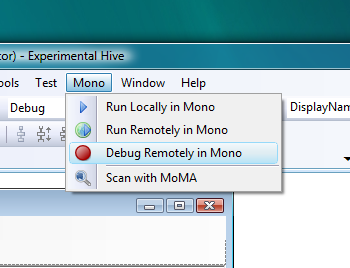 tor) - Experimental Hive
ools Test Mono Window Help
Debug
DisplayNam
Run Locally in Mono
Run Remotely in Mono
Debug Remotely in Mono
Scan with MoMA